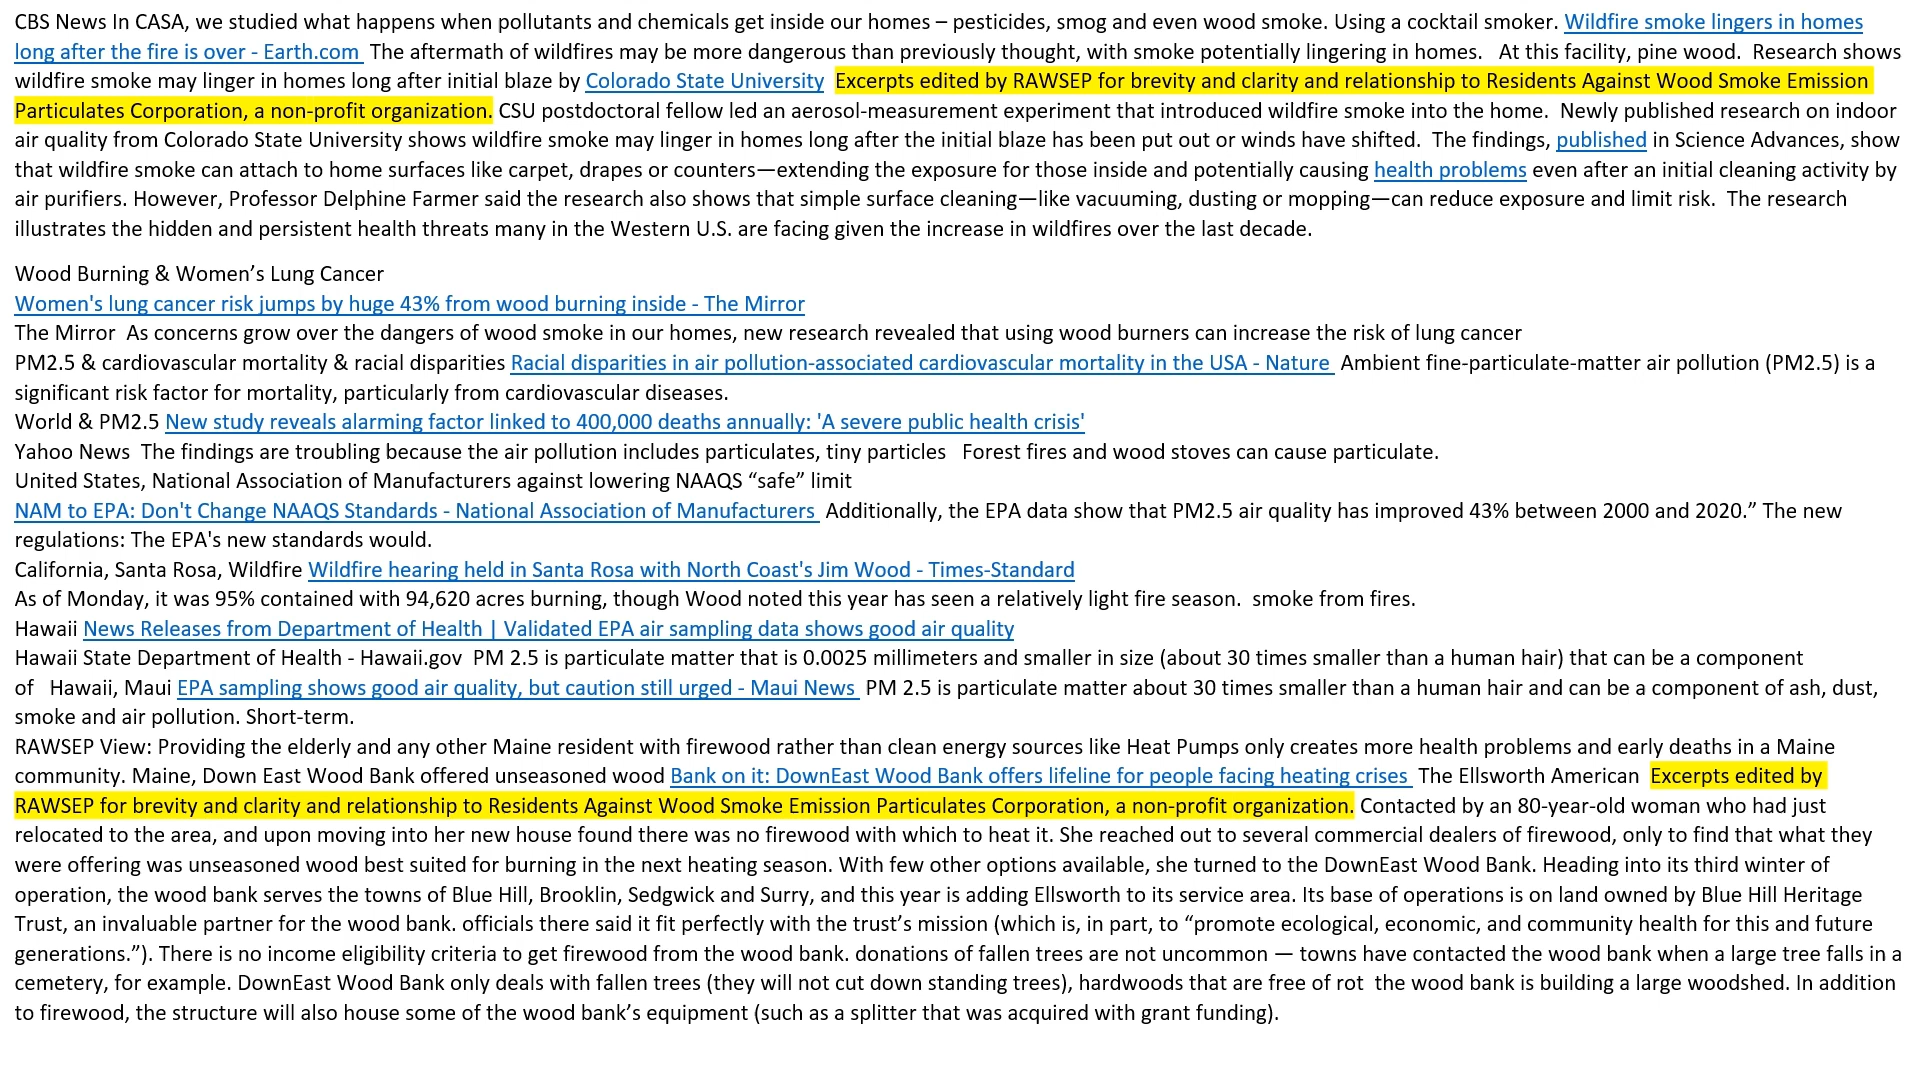 CBS News In CASA, we studied what happens when pollutants and chemicals get inside our homes – pesticides, smog and even wood smoke. Using a cocktail smoker. Wildfire smoke lingers in homes
long after the fire is over - Earth.com  The aftermath of wildfires may be more dangerous than previously thought, with smoke potentially lingering in homes.   At this facility, pine wood.  Research shows
wildfire smoke may linger in homes long after initial blaze by Colorado State University  Excerpts edited by RAWSEP for brevity and clarity and relationship to Residents Against Wood Smoke Emission
Particulates Corporation, a non-profit organization. CSU postdoctoral fellow led an aerosol-measurement experiment that introduced wildfire smoke into the home.  Newly published research on indoor
air quality from Colorado State University shows wildfire smoke may linger in homes long after the initial blaze has been put out or winds have shifted.  The findings, published in Science Advances, show
that wildfire smoke can attach to home surfaces like carpet, drapes or counters—extending the exposure for those inside and potentially causing health problems even after an initial cleaning activity by
air purifiers. However, Professor Delphine Farmer said the research also shows that simple surface cleaning—like vacuuming, dusting or mopping—can reduce exposure and limit risk.  The research
illustrates the hidden and persistent health threats many in the Western U.S. are facing given the increase in wildfires over the last decade.
Wood Burning & Women’s Lung Cancer
Women's lung cancer risk jumps by huge 43% from wood burning inside - The Mirror
The Mirror  As concerns grow over the dangers of wood smoke in our homes, new research revealed that using wood burners can increase the risk of lung cancer
PM2.5 & cardiovascular mortality & racial disparities Racial disparities in air pollution-associated cardiovascular mortality in the USA - Nature  Ambient fine-particulate-matter air pollution (PM2.5) is a
significant risk factor for mortality, particularly from cardiovascular diseases.
World & PM2.5 New study reveals alarming factor linked to 400,000 deaths annually: 'A severe public health crisis'
Yahoo News  The findings are troubling because the air pollution includes particulates, tiny particles   Forest fires and wood stoves can cause particulate.
United States, National Association of Manufacturers against lowering NAAQS “safe” limit
NAM to EPA: Don't Change NAAQS Standards - National Association of Manufacturers  Additionally, the EPA data show that PM2.5 air quality has improved 43% between 2000 and 2020.” The new
regulations: The EPA's new standards would.
California, Santa Rosa, Wildfire Wildfire hearing held in Santa Rosa with North Coast's Jim Wood - Times-Standard
As of Monday, it was 95% contained with 94,620 acres burning, though Wood noted this year has seen a relatively light fire season.  smoke from fires.
Hawaii News Releases from Department of Health | Validated EPA air sampling data shows good air quality
Hawaii State Department of Health - Hawaii.gov  PM 2.5 is particulate matter that is 0.0025 millimeters and smaller in size (about 30 times smaller than a human hair) that can be a component
of   Hawaii, Maui EPA sampling shows good air quality, but caution still urged - Maui News  PM 2.5 is particulate matter about 30 times smaller than a human hair and can be a component of ash, dust,
smoke and air pollution. Short-term.
RAWSEP View: Providing the elderly and any other Maine resident with firewood rather than clean energy sources like Heat Pumps only creates more health problems and early deaths in a Maine
community. Maine, Down East Wood Bank offered unseasoned wood Bank on it: DownEast Wood Bank offers lifeline for people facing heating crises  The Ellsworth American  Excerpts edited by
RAWSEP for brevity and clarity and relationship to Residents Against Wood Smoke Emission Particulates Corporation, a non-profit organization. Contacted by an 80-year-old woman who had just
relocated to the area, and upon moving into her new house found there was no firewood with which to heat it. She reached out to several commercial dealers of firewood, only to find that what they
were offering was unseasoned wood best suited for burning in the next heating season. With few other options available, she turned to the DownEast Wood Bank. Heading into its third winter of
operation, the wood bank serves the towns of Blue Hill, Brooklin, Sedgwick and Surry, and this year is adding Ellsworth to its service area. Its base of operations is on land owned by Blue Hill Heritage
Trust, an invaluable partner for the wood bank. officials there said it fit perfectly with the trust’s mission (which is, in part, to “promote ecological, economic, and community health for this and future
generations.”). There is no income eligibility criteria to get firewood from the wood bank. donations of fallen trees are not uncommon — towns have contacted the wood bank when a large tree falls in a
cemetery, for example. DownEast Wood Bank only deals with fallen trees (they will not cut down standing trees), hardwoods that are free of rot  the wood bank is building a large woodshed. In addition
to firewood, the structure will also house some of the wood bank’s equipment (such as a splitter that was acquired with grant funding).